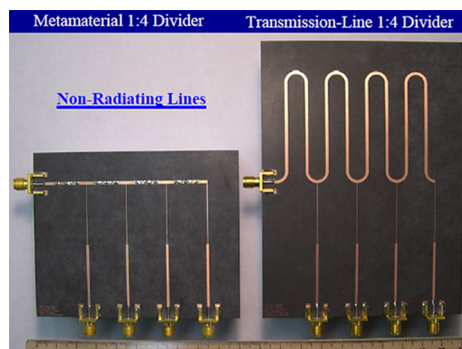 Metamaterial 1:4 Divider
Transmission-Line 1:4 Divider
Non-Radiating Lines